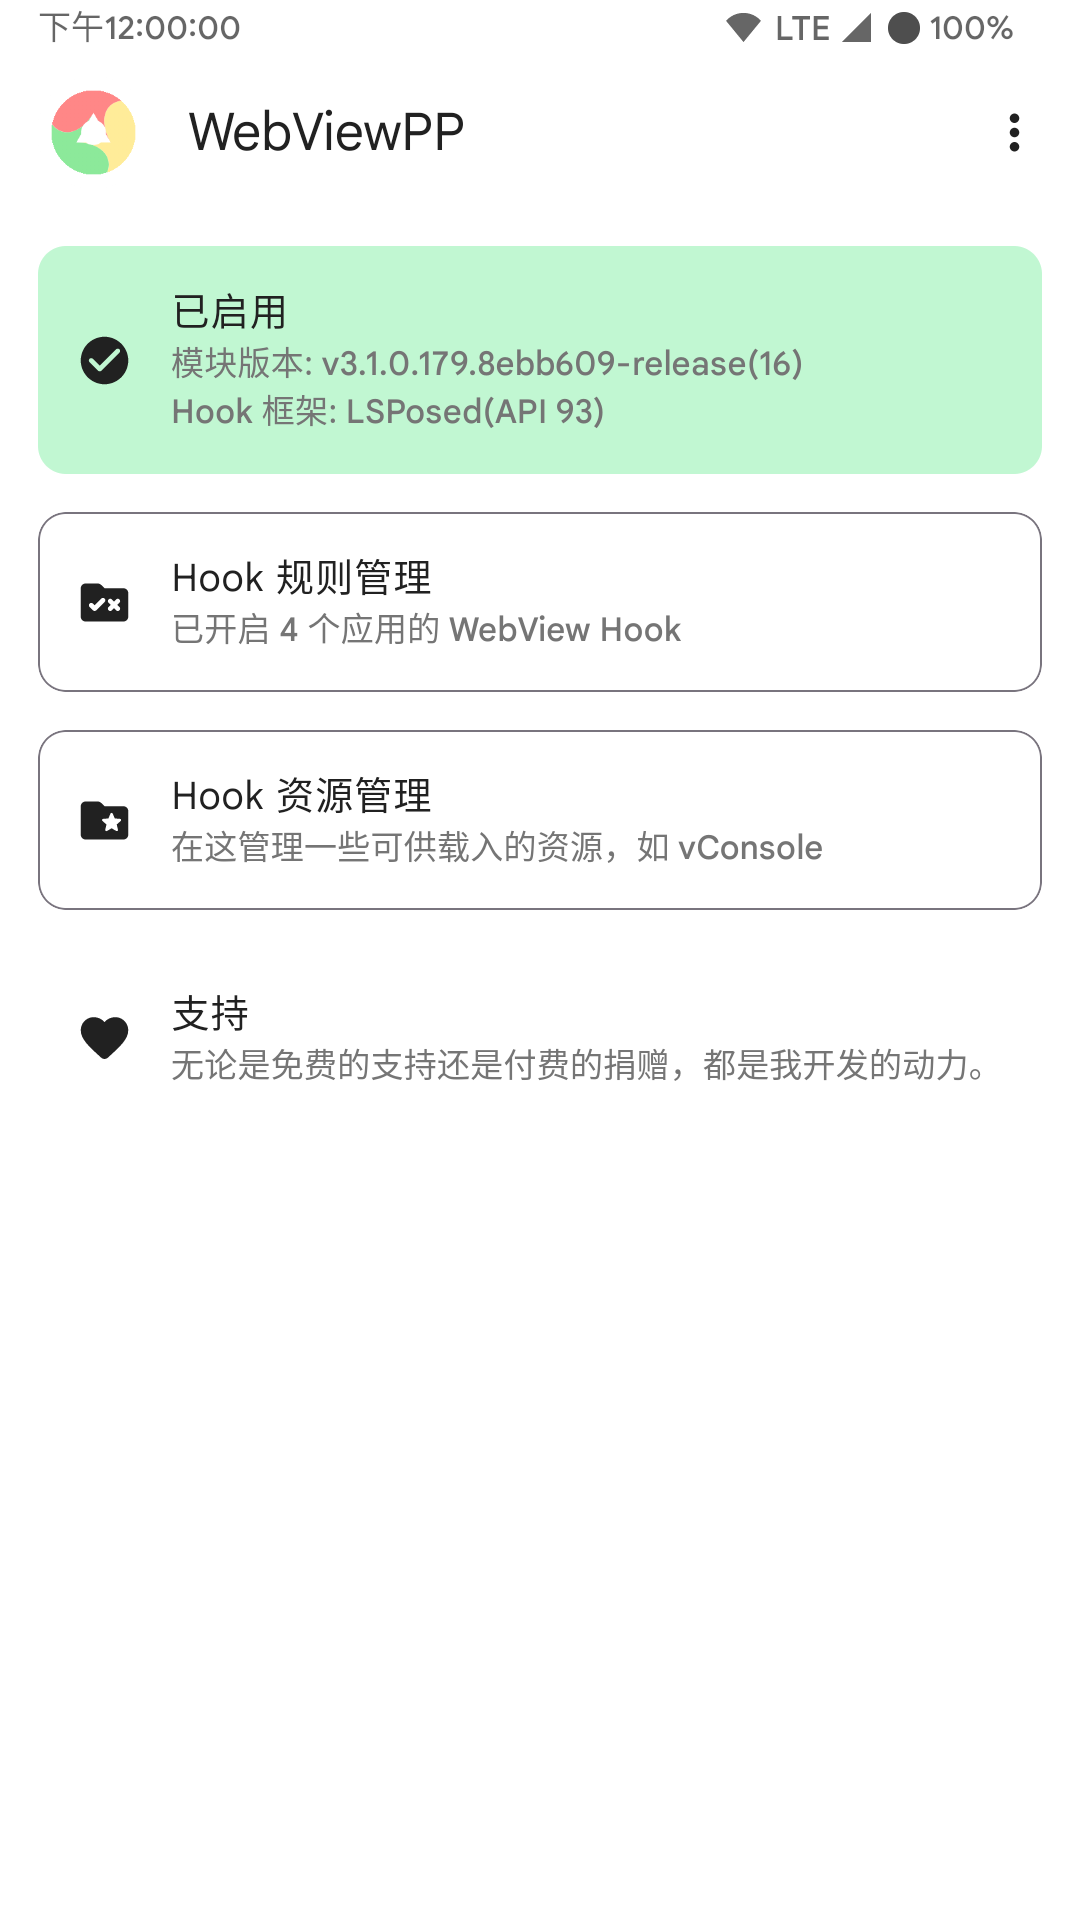 下午12:00:00 LTE 100%
WebViewPP
已启用
模块版本: v3.1.0.179.8ebb609-release(16)
Hook 框架: LSPosed(API 93)
Hook 规则管理
已开启 4 个应用的 WebView Hook
Hook 资源管理
在这管理一些可供载入的资源，如 vConsole
支持
无论是免费的支持还是付费的捐赠，都是我开发的动力。